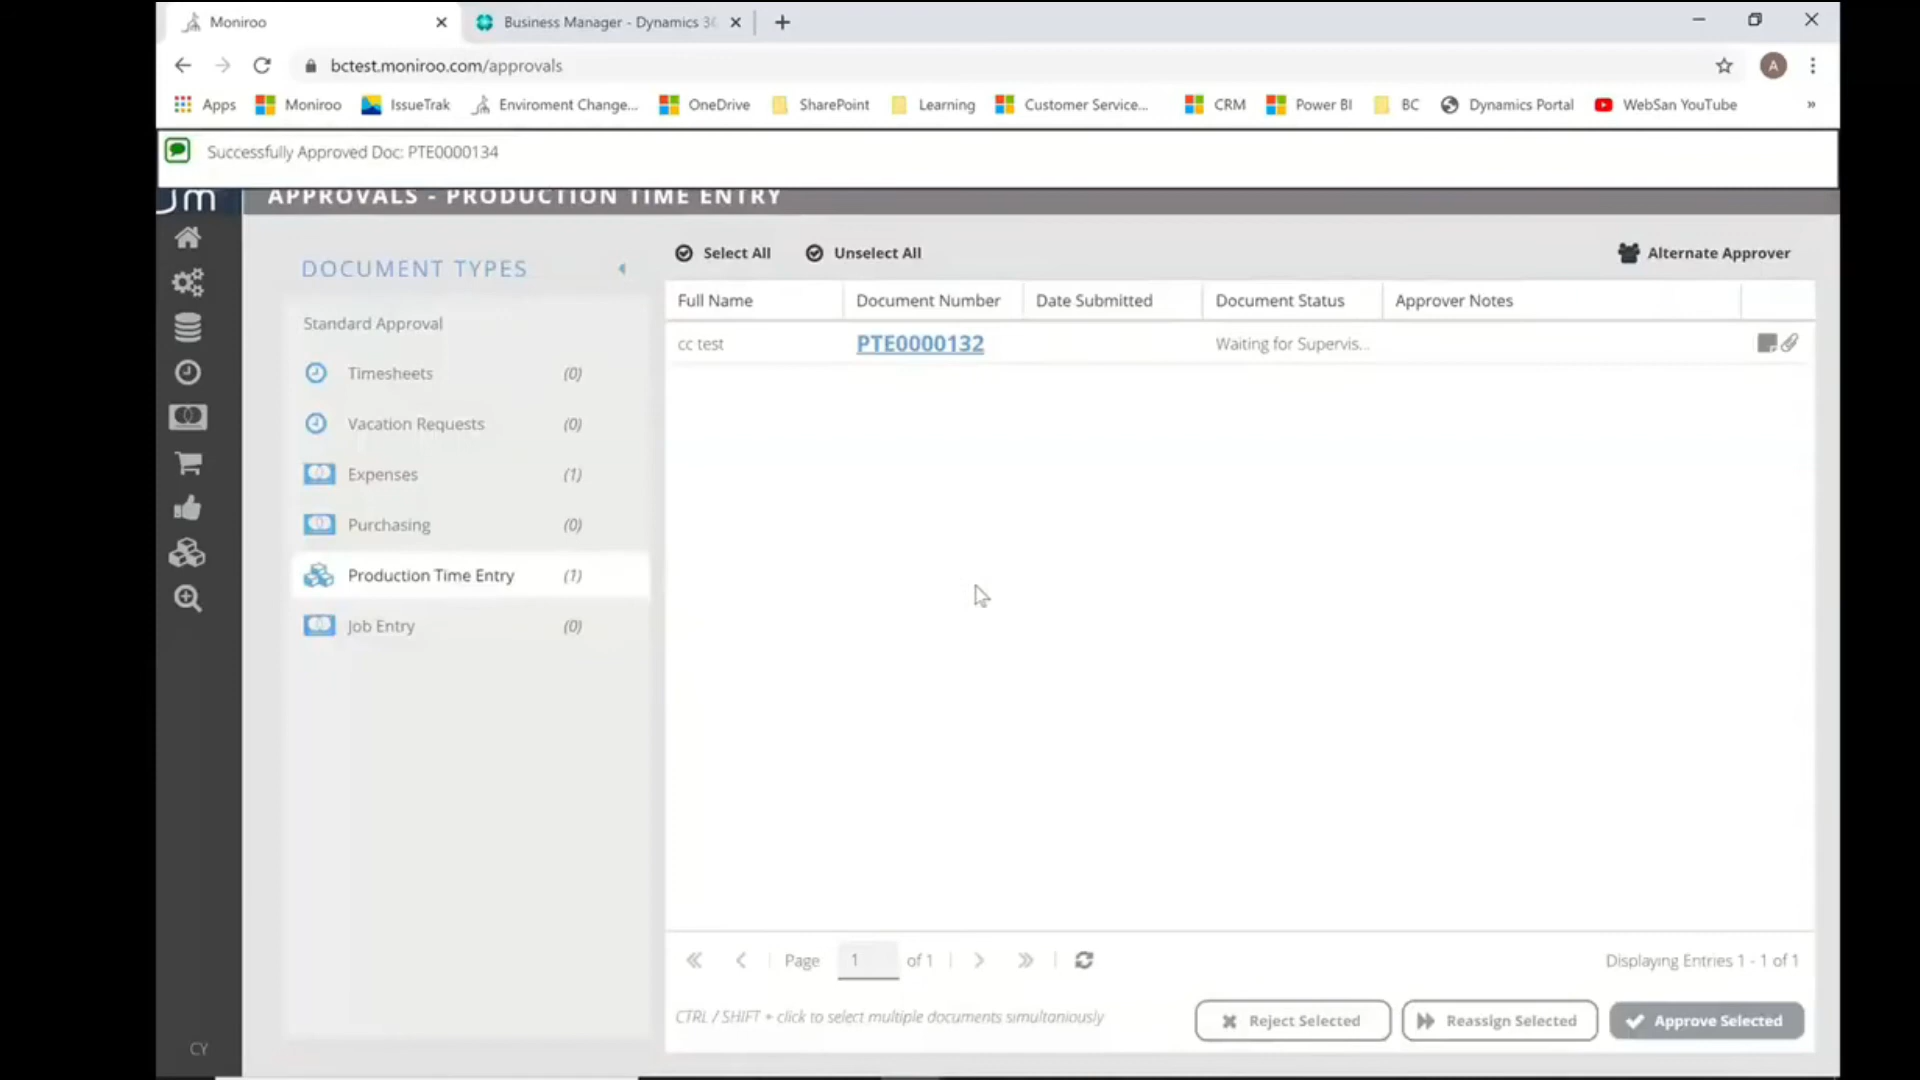 Moniroo
Business Manager - Dynamics 36
bctest.moniroo.com/approvals
A
Apps
Moniroo
IssueTrak
Enviroment Change...
OneDrive
SharePoint
Learning
Customer Service...
CRM
Power BI
BC
Dynamics Portal
WebSan YouTube
»
Successfully Approved Doc: PTE0000134
APPROVALS - PRODUCTION TIME ENTRY
DOCUMENT TYPES
Select All
Unselect All
Alternate Approver
Full Name
Document Number
Date Submitted
Document Status
Approver Notes
Standard Approval
cc test
PTE0000132
Waiting for Supervis...
Timesheets (0)
Vacation Requests (0)
Expenses (1)
Purchasing (0)
Production Time Entry (1)
Job Entry (0)
Page 1 of 1
Displaying Entries 1 - 1 of 1
CTRL / SHIFT + click to select multiple documents simultoniously
Reject Selected
Reassign Selected
Approve Selected
CY